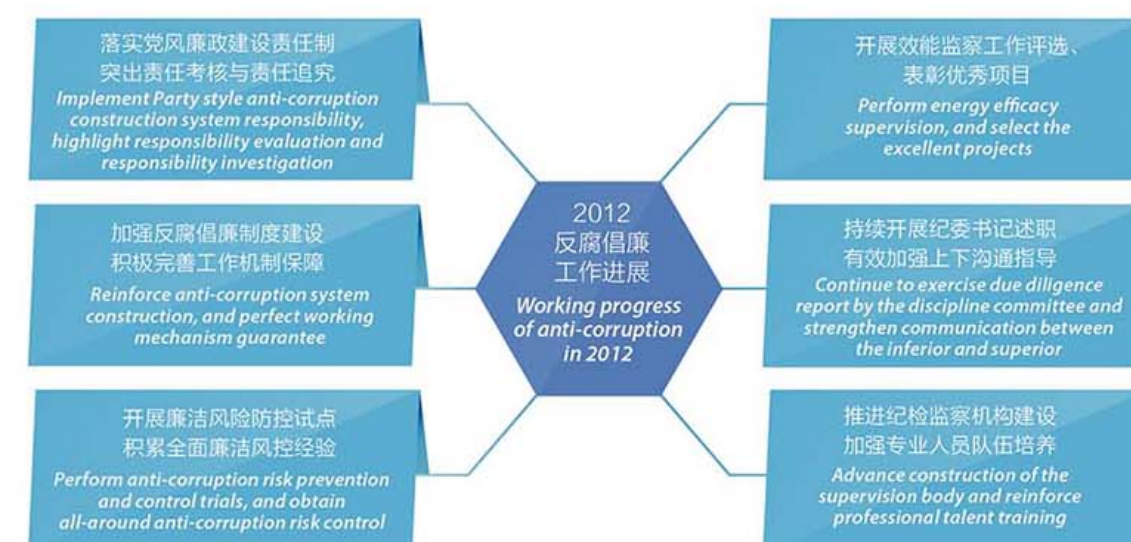 落实党风廉政建设责任制
突出责任考核与责任追究
Implement Party style anti-corruption
construction system responsibility,
highlight responsibility evaluation and
responsibility investigation
加强反腐倡廉制度建设
积极完善工作机制保障
Reinforce anti-corruption system
construction, and perfect working
mechanism guarantee
开展廉洁风险防控试点
积累全面廉洁风控经验
Perform anti-corruption risk prevention
and control trials, and obtain
all-around anti-corruption risk control
2012
反腐倡廉
工作进展
Working progress
of anti-corruption
in 2012
开展效能监察工作评选、
表彰优秀项目
Perform energy efficacy
supervision, and select the
excellent projects
持续开展纪委书记述职
有效加强上下沟通指导
Continue to exercise due diligence
report by the discipline committee and
strengthen communication between
the inferior and superior
推进纪检监察机构建设
加强专业人员队伍培养
Advance construction of the
supervision body and reinforce
professional talent training